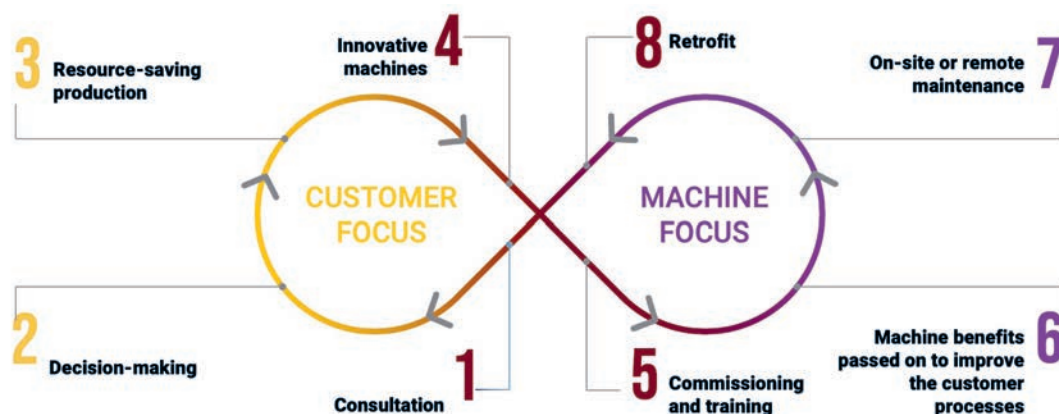 3
Resource-saving
production
Innovative
machines
4
8
Retrofit
On-site or remote
maintenance
7
CUSTOMER
FOCUS
MACHINE
FOCUS
2
Decision-making
1
Consultation
5
Commissioning
and training
6
Machine benefits
passed on to improve
the customer
processes